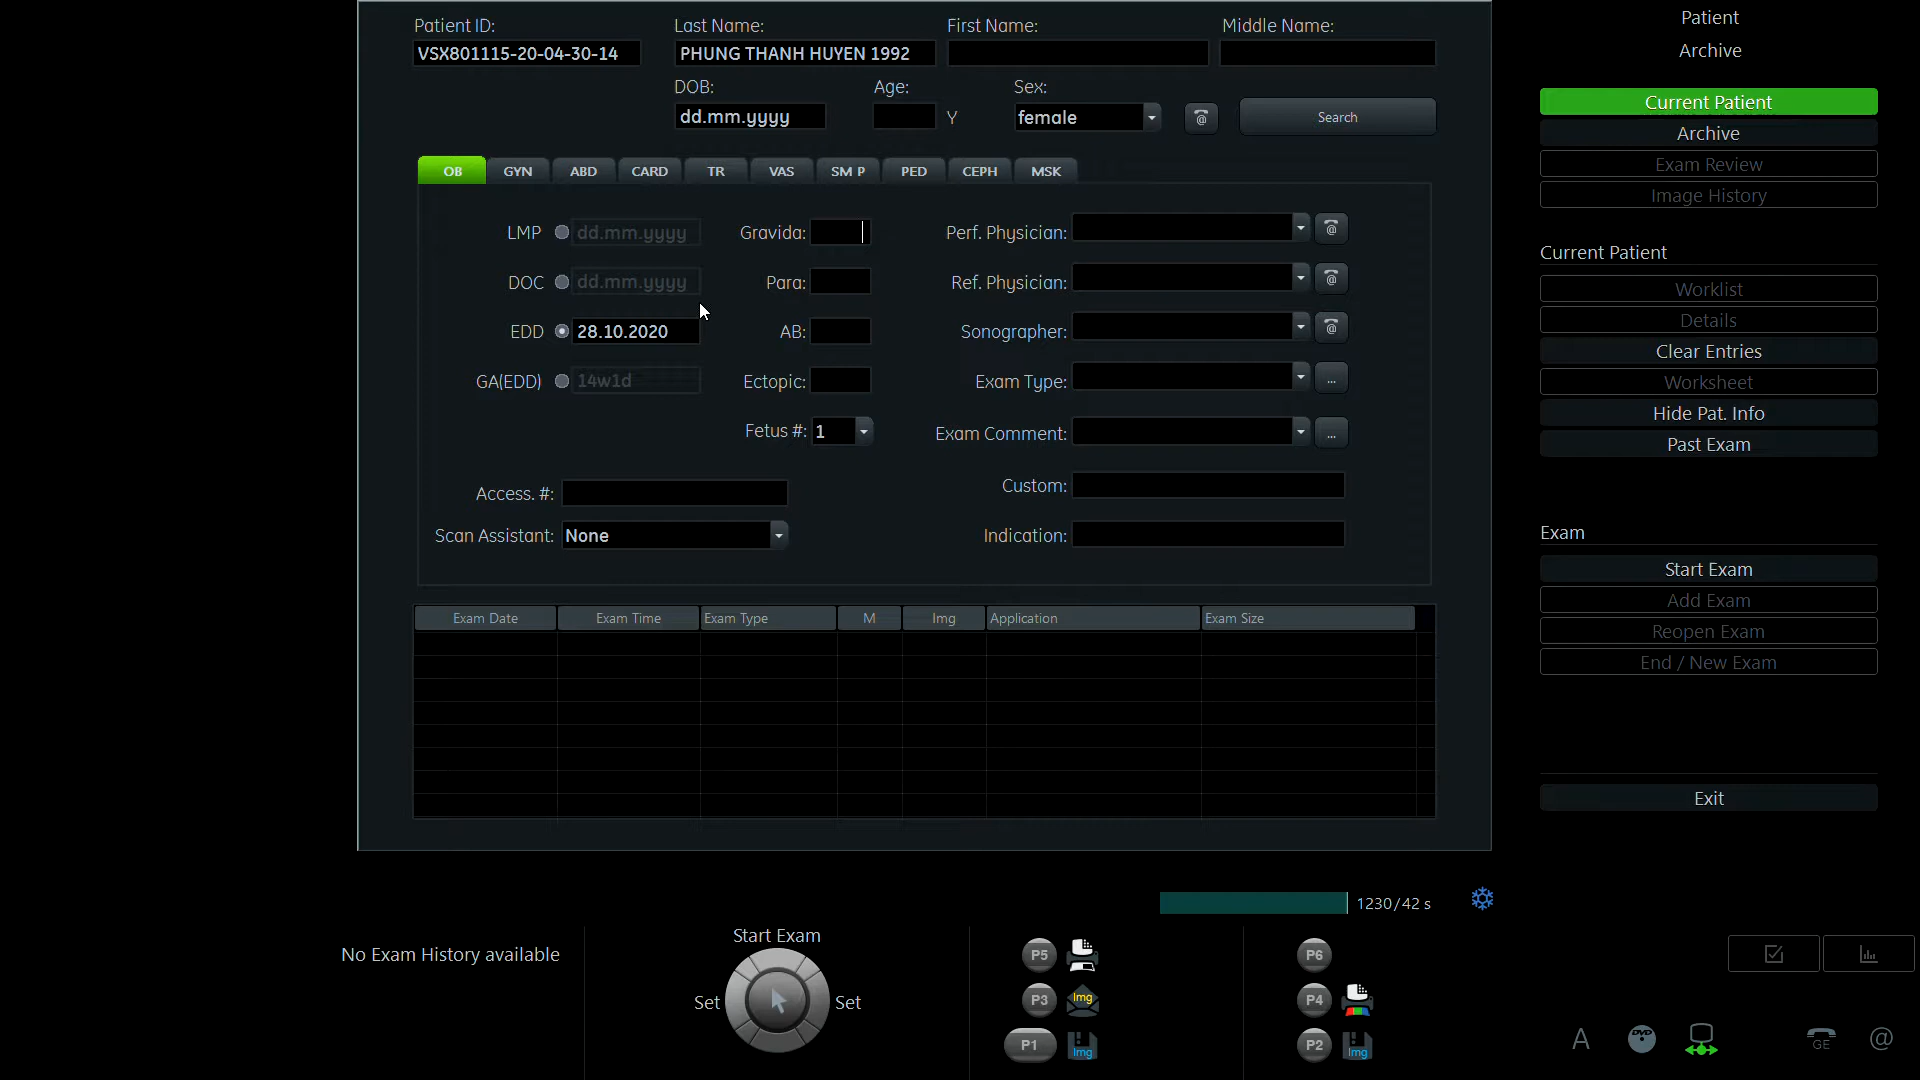 Patient ID: Last Name: First Name: Middle Name:
VSX801115-20-04-30-14 PHUNG THANH HUYEN 1992
DOB: Age: Sex:
dd.mm.yyyy Y female @ Search
OB GYN ABD CARD TR VAS SM P PED CEPH MSK
LMP dd.mm.yyyy Gravida: Perf. Physician: @
DOC dd.mm.yyyy Para: Ref. Physician: @
EDD 28.10.2020 AB: Sonographer: @
GA(EDD) 14w1d Ectopic: Exam Type: ...
Fetus #: 1 Exam Comment: ...
Access. #: Custom:
Scan Assistant: None Indication:
Exam Date Exam Time Exam Type M Img Application Exam Size
Patient
Archive
Current Patient
Archive
Exam Review
Image History
Current Patient
Worklist
Details
Clear Entries
Worksheet
Hide Pat. Info
Past Exam
Exam
Start Exam
Add Exam
Reopen Exam
End / New Exam
Exit
1230/42 s
No Exam History available
Start Exam
Set Set
P5 P6
P3 Img P4
P1 Img P2 Img
A DVD GE @